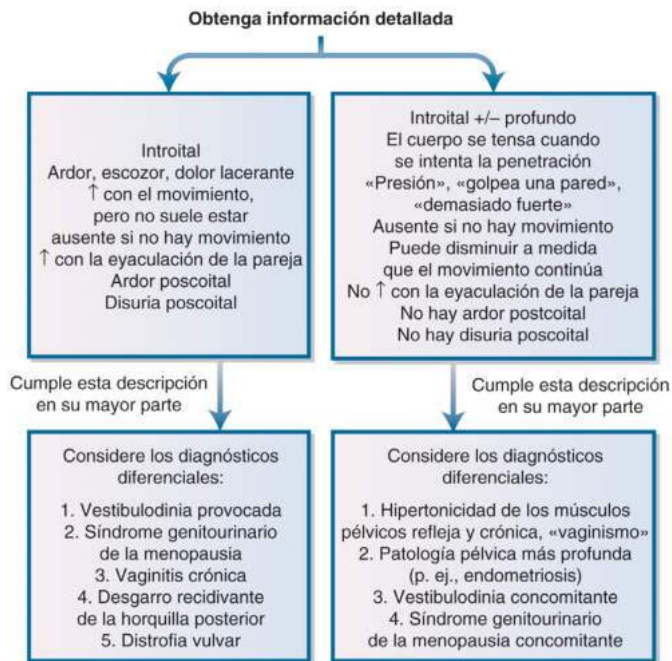 Obtenga información detallada
Introital
Ardor, escozor, dolor lacerante
↑ con el movimiento,
pero no suele estar
ausente si no hay movimiento
↑ con la eyaculación de la pareja
Ardor poscoital
Disuria poscoital
Introital +/– profundo
El cuerpo se tensa cuando
se intenta la penetración
«Presión», «golpea una pared»,
«demasiado fuerte»
Ausente si no hay movimiento
Puede disminuir a medida
que el movimiento continúa
No ↑ con la eyaculación de la pareja
No hay ardor postcoital
No hay disuria poscoital
Cumple esta descripción
en su mayor parte
Cumple esta descripción
en su mayor parte
Considere los diagnósticos
diferenciales:
1. Vestibulodinia provocada
2. Síndrome genitourinario
de la menopausia
3. Vaginitis crónica
4. Desgarro recidivante
de la horquilla posterior
5. Distrofia vulvar
Considere los diagnósticos
diferenciales:
1. Hipertonicidad de los músculos
pélvicos refleja y crónica, «vaginismo»
2. Patología pélvica más profunda
(p. ej., endometriosis)
3. Vestibulodinia concomitante
4. Síndrome genitourinario
de la menopausia concomitante